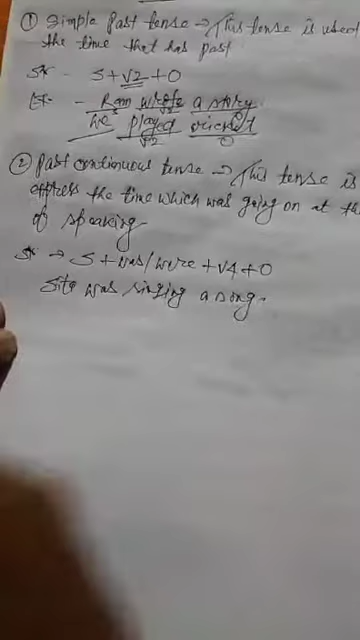 ① Simple Past tense → This tense is used
the time that has past
St - S+v2+O
Ex - Ram wrote a story
We played cricket
v2 O
② Past continuous tense → This tense is
express the time which was going on at th
of speaking
St → S+was/were+v4+O
Sita was singing a song.